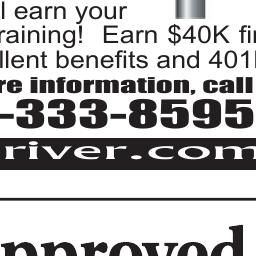 l earn your
raining! Earn $40K fi
llent benefits and 401
re information, call
-333-8595
river.com
pproved